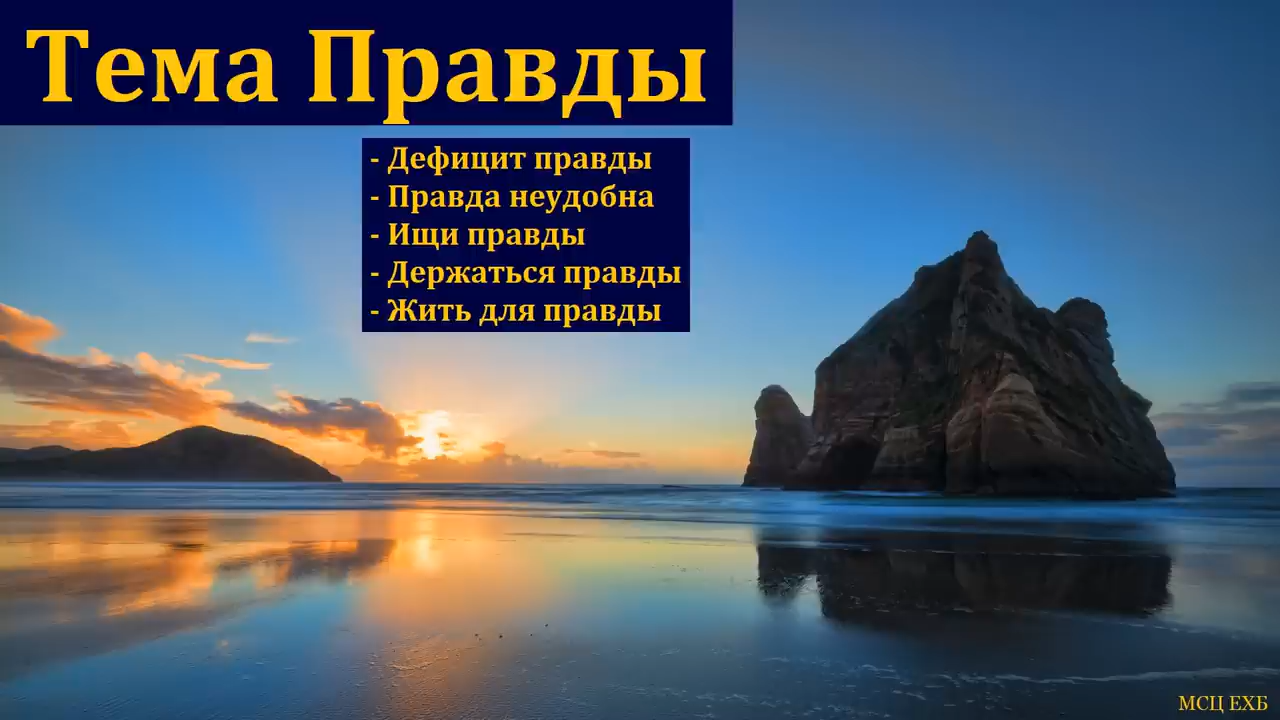 Тема Правды
- Дефицит правды
- Правда неудобна
- Ищи правды
- Держаться правды
- Жить для правды
МСЦ ЕХБ